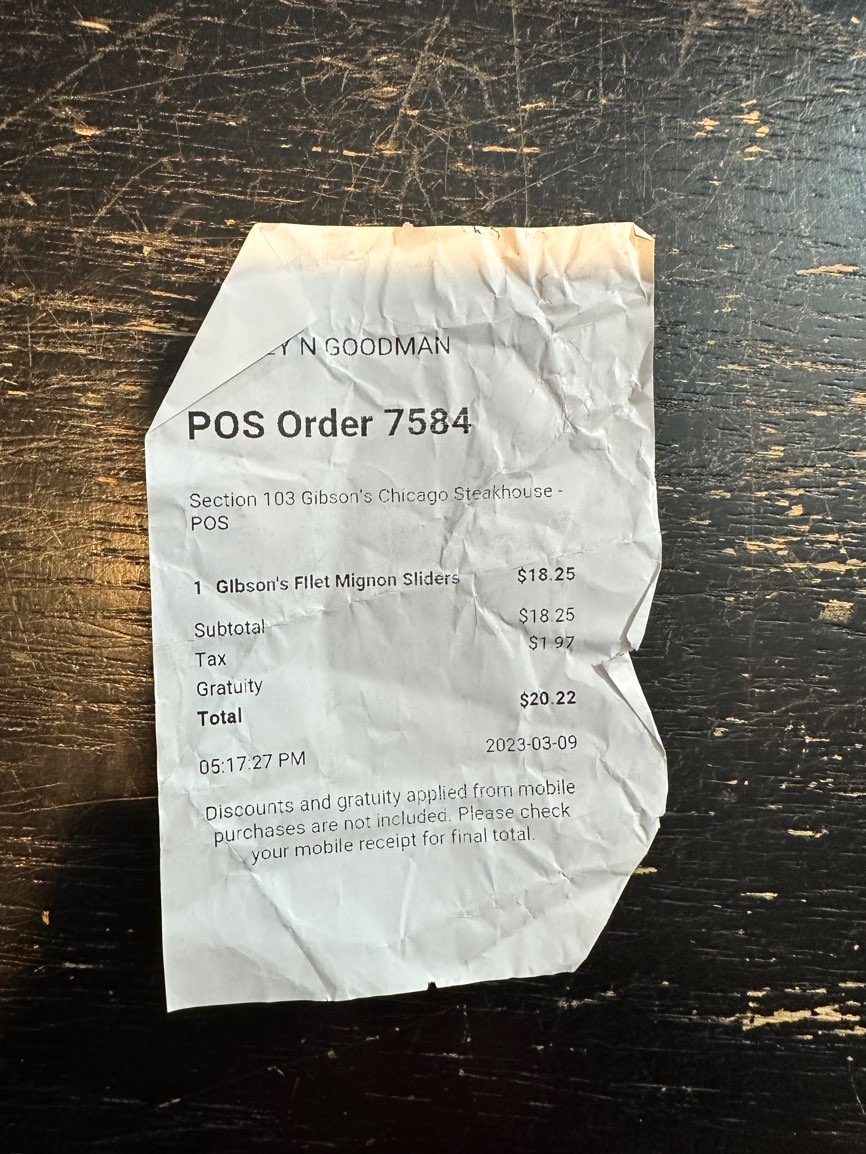 Y N GOODMAN
POS Order 7584
Section 103 Gibson's Chicago Steakhouse -
POS
1 GIbson's FIlet Mignon Sliders $18.25
Subtotal $18.25
Tax $1.97
Gratuity
Total $20.22
05:17:27 PM 2023-03-09
Discounts and gratuity applied from mobile
purchases are not included. Please check
your mobile receipt for final total.